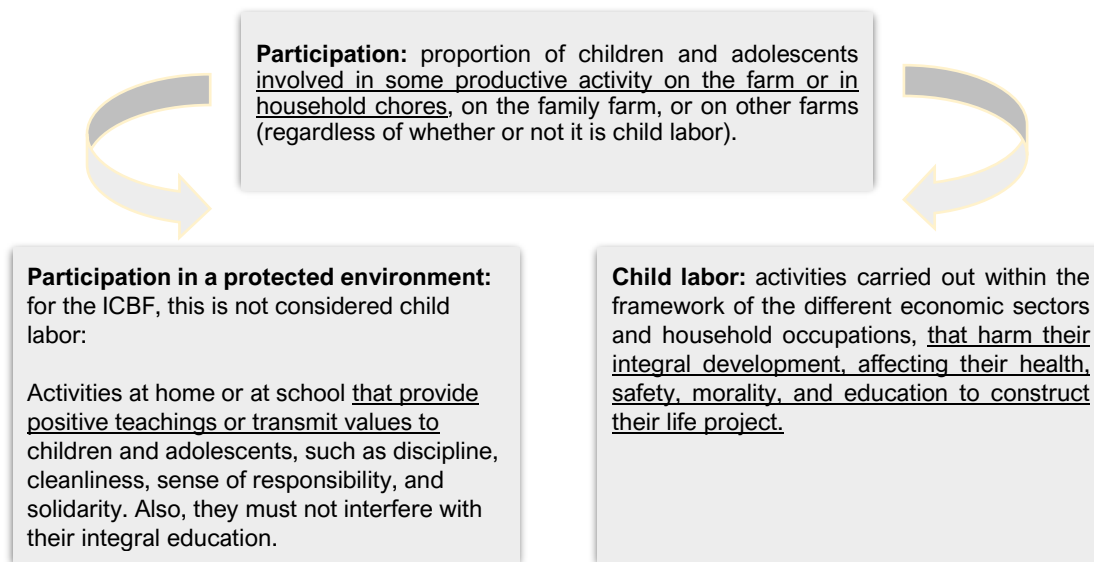 Participation: proportion of children and adolescents
involved in some productive activity on the farm or in
household chores, on the family farm, or on other farms
(regardless of whether or not it is child labor).
Participation in a protected environment:
for the ICBF, this is not considered child
labor:
Activities at home or at school that provide
positive teachings or transmit values to
children and adolescents, such as discipline,
cleanliness, sense of responsibility, and
solidarity. Also, they must not interfere with
their integral education.
Child labor: activities carried out within the
framework of the different economic sectors
and household occupations, that harm their
integral development, affecting their health,
safety, morality, and education to construct
their life project.